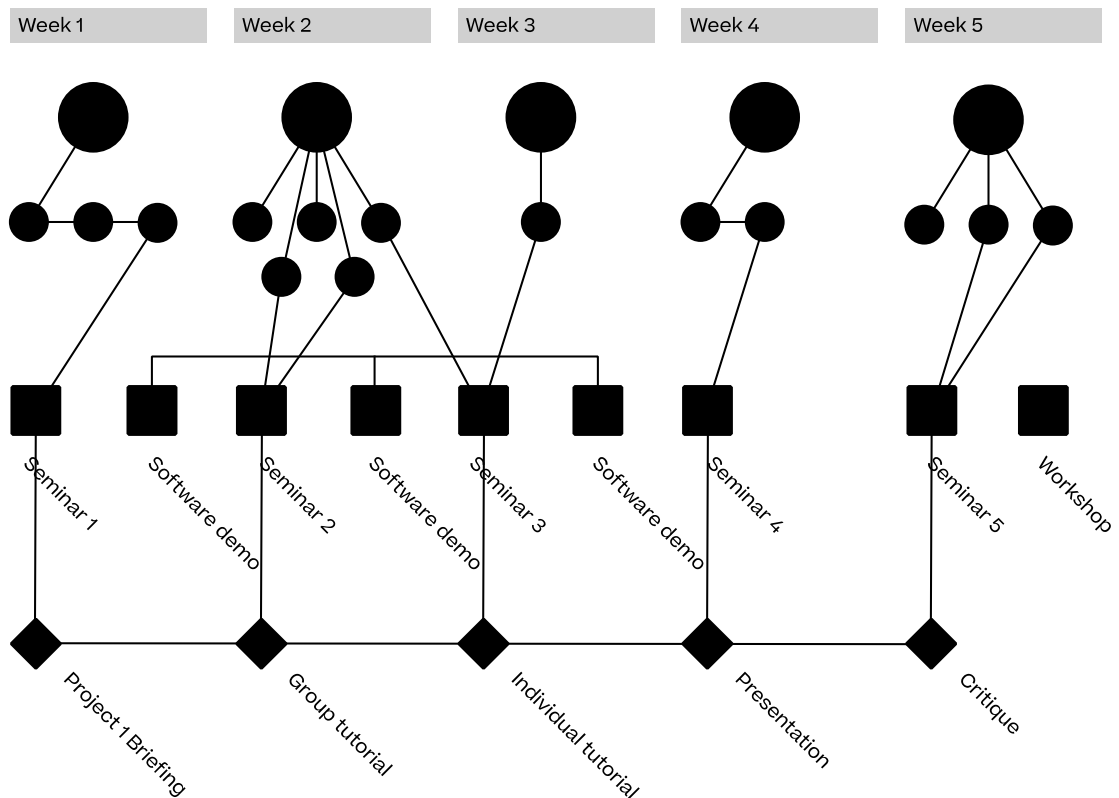 Week 1
Week 2
Week 3
Week 4
Week 5
Seminar 1
Software demo
Seminar 2
Software demo
Seminar 3
Software demo
Seminar 4
Seminar 5
Workshop
Project 1 Briefing
Group tutorial
Individual tutorial
Presentation
Critique